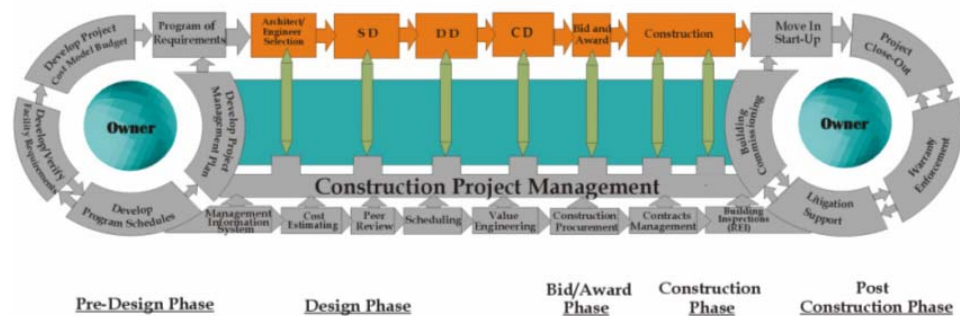 Develop Project
Cost Model Budget
Program of
Requirements
Architect/
Engineer
Selection
SD
DD
CD
Bid and
Award
Construction
Move In
Start-Up
Project
Close-Out
Owner
Develop/Verify
Facility Requirements
Develop Project
Management Plan
Building
Commissioning
Owner
Warranty
Enforcement
Construction Project Management
Develop
Program Schedules
Management
Information
System
Cost
Estimating
Peer
Review
Scheduling
Value
Engineering
Construction
Procurement
Contracts
Management
Building
Inspections
(REI)
Litigation
Support
Pre-Design Phase
Design Phase
Bid/Award
Phase
Construction
Phase
Post
Construction Phase